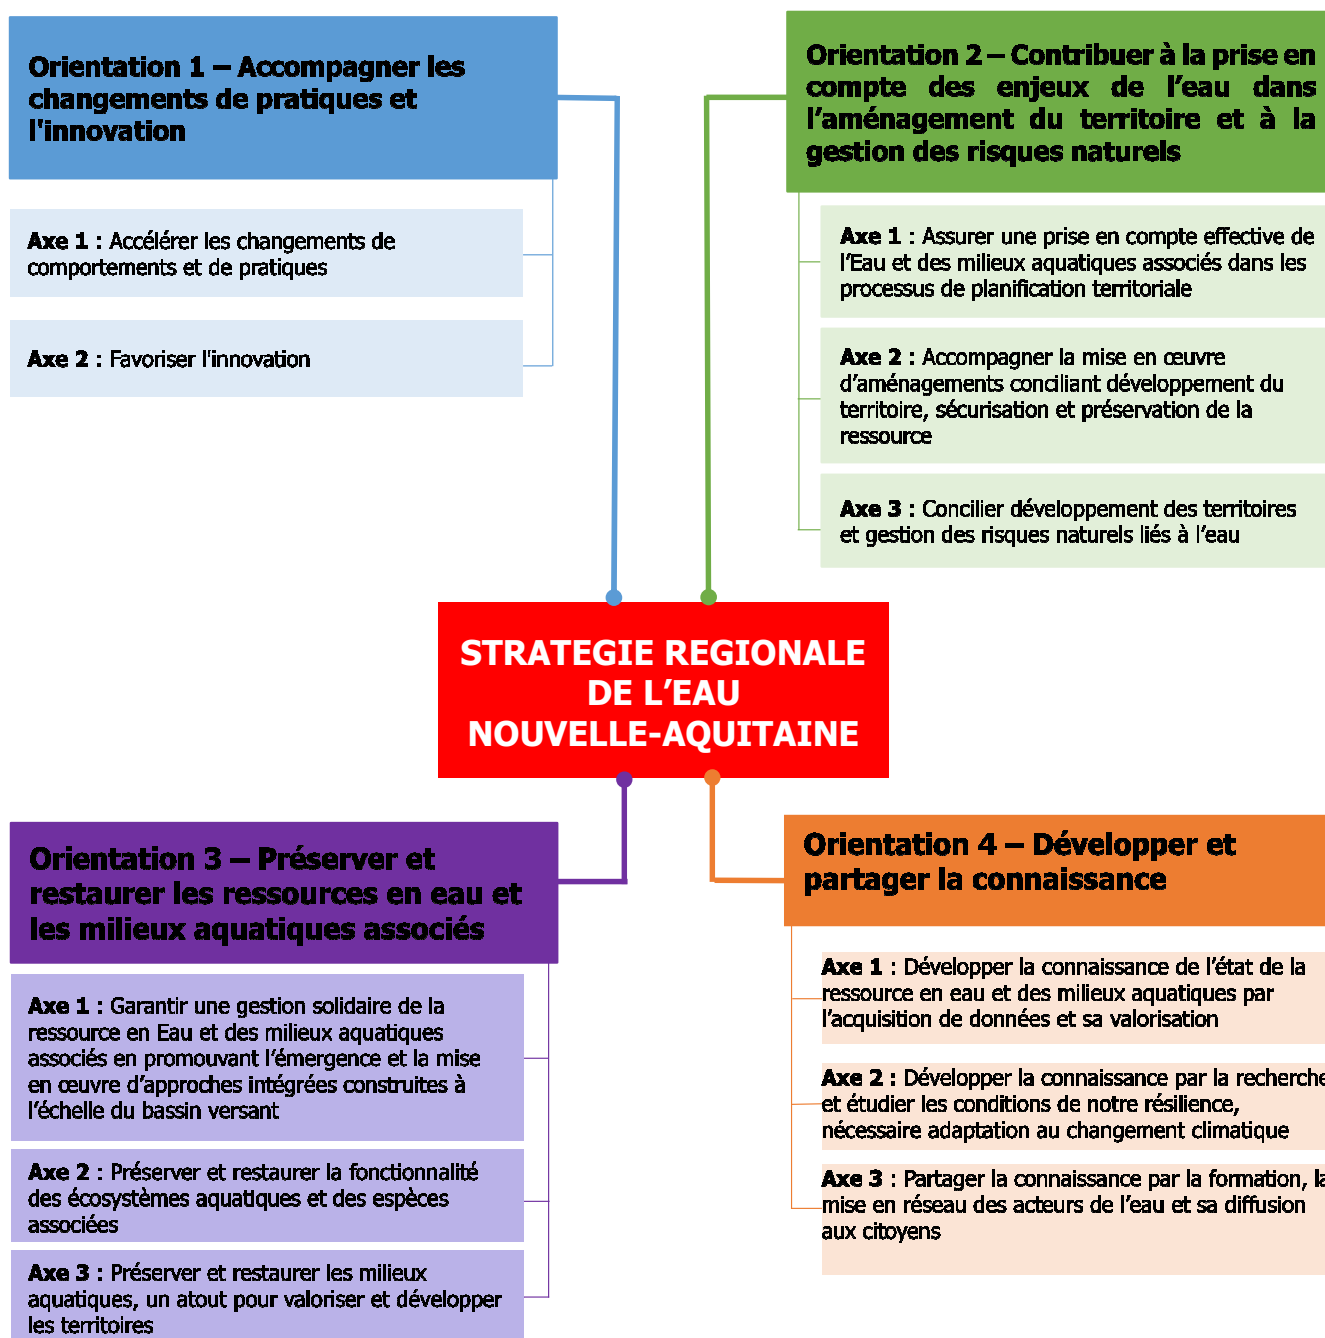 Orientation 1 – Accompagner les
changements de pratiques et
l'innovation
Axe 1 : Accélérer les changements de
comportements et de pratiques
Axe 2 : Favoriser l'innovation
Orientation 2 – Contribuer à la prise en
compte des enjeux de l’eau dans
l’aménagement du territoire et à la
gestion des risques naturels
Axe 1 : Assurer une prise en compte effective de
l’Eau et des milieux aquatiques associés dans les
processus de planification territoriale
Axe 2 : Accompagner la mise en œuvre
d’aménagements conciliant développement du
territoire, sécurisation et préservation de la
ressource
Axe 3 : Concilier développement des territoires
et gestion des risques naturels liés à l’eau
STRATEGIE REGIONALE
DE L’EAU
NOUVELLE-AQUITAINE
Orientation 3 – Préserver et
restaurer les ressources en eau et
les milieux aquatiques associés
Axe 1 : Garantir une gestion solidaire de la
ressource en Eau et des milieux aquatiques
associés en promouvant l’émergence et la mise
en œuvre d’approches intégrées construites à
l’échelle du bassin versant
Axe 2 : Préserver et restaurer la fonctionnalité
des écosystèmes aquatiques et des espèces
associées
Axe 3 : Préserver et restaurer les milieux
aquatiques, un atout pour valoriser et développer
les territoires
Orientation 4 – Développer et
partager la connaissance
Axe 1 : Développer la connaissance de l’état de la
ressource en eau et des milieux aquatiques par
l’acquisition de données et sa valorisation
Axe 2 : Développer la connaissance par la recherche
et étudier les conditions de notre résilience,
nécessaire adaptation au changement climatique
Axe 3 : Partager la connaissance par la formation, la
mise en réseau des acteurs de l’eau et sa diffusion
aux citoyens